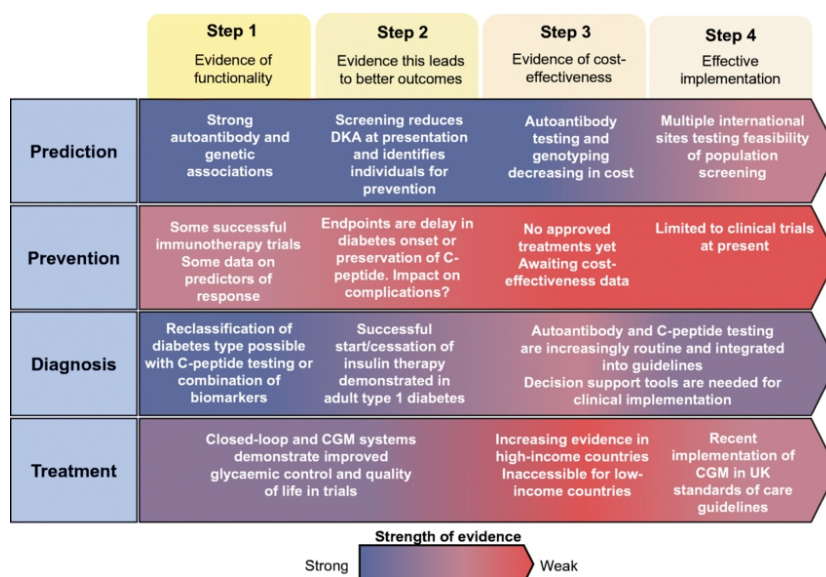 Step 1
Evidence of
functionality
Step 2
Evidence this leads
to better outcomes
Step 3
Evidence of cost-
effectiveness
Step 4
Effective
implementation
Prediction
Strong
autoantibody and
genetic
associations
Screening reduces
DKA at presentation
and identifies
individuals for
prevention
Autoantibody
testing and
genotyping
decreasing in cost
Multiple international
sites testing feasibility
of population
screening
Prevention
Some successful
immunotherapy trials
Some data on
predictors of
response
Endpoints are delay in
diabetes onset or
preservation of C-
peptide. Impact on
complications?
No approved
treatments yet
Awaiting cost-
effectiveness data
Limited to clinical trials
at present
Diagnosis
Reclassification of
diabetes type possible
with C-peptide testing or
combination of
biomarkers
Successful
start/cessation of
insulin therapy
demonstrated in
adult type 1 diabetes
Autoantibody and C-peptide testing
are increasingly routine and integrated
into guidelines
Decision support tools are needed for
clinical implementation
Treatment
Closed-loop and CGM systems
demonstrate improved
glycaemic control and quality
of life in trials
Increasing evidence in
high-income countries
Inaccessible for low-
income countries
Recent
implementation of
CGM in UK
standards of care
guidelines
Strength of evidence
Strong
Weak